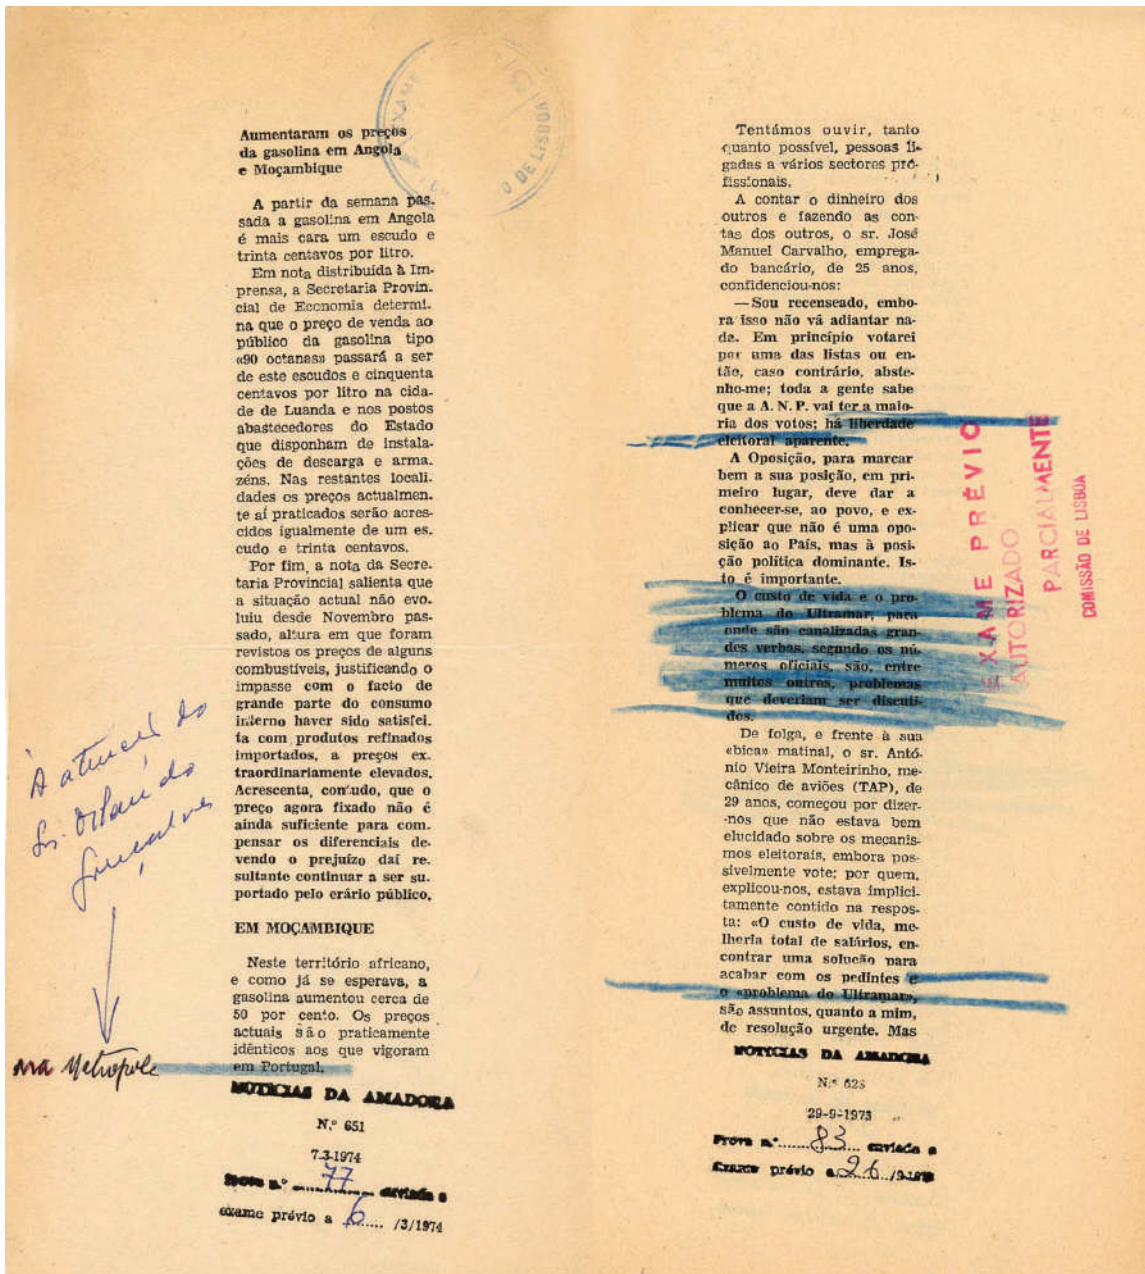 Aumentaram os preços
da gasolina em Angola
e Moçambique
A partir da semana pas.
sada a gasolina em Angola
é mais cara um escudo e
trinta centavos por litro.
Em nota distribuída à Im-
prensa, a Secretaria Provin.
cial de Economia determi.
na que o preço de venda ao
público da gasolina tipo
«90 octanas» passará a ser
de este escudos e cinquenta
centavos por litro na cida-
de de Luanda e nos postos
abastecedores do Estado
que disponham de instala-
ções de descarga e arma.
zéns. Nas restantes locali-
dades os preços actualmen.
te aí praticados serão acres-
cidos igualmente de um es.
cudo e trinta centavos.
Por fim, a nota da Secre.
taria Provincial salienta que
a situação actual não evo.
luiu desde Novembro pas-
sado, altura em que foram
revistos os preços de alguns
combustíveis, justificando o
impasse com o facto de
grande parte do consumo
interno haver sido satisfei.
ta com produtos refinados
importados, a preços ex.
traordinariamente elevados.
Acrescenta, contudo, que o
preço agora fixado não é
ainda suficiente para com.
pensar os diferenciais de-
vendo o prejuízo daí re.
sultante continuar a ser su.
portado pelo erário público.
EM MOÇAMBIQUE
Neste território africano,
e como já se esperava, a
gasolina aumentou cerca de
50 por cento. Os preços
actuais são praticamente
idênticos aos que vigoram
em Portugal.
na Metrópole
NOTÍCIAS DA AMADORA
N.º 651
7-3-1974
Prova n.º 77 enviada a
exame prévio a 6 /3/1974
À
do
Sr. Orlando
Gonçalves
EXAME
O DE LISBOA
Tentámos ouvir, tanto
quanto possível, pessoas li-
gadas a vários sectores pro-
fissionais.
A contar o dinheiro dos
outros e fazendo as con-
tas dos outros, o sr. José
Manuel Carvalho, emprega-
do bancário, de 25 anos,
confidenciou-nos:
—Sou recenseado, embo-
ra isso não vá adiantar na-
da. Em princípio votarei
por uma das listas ou en-
tão, caso contrário, abste-
nho-me; toda a gente sabe
que a A. N. P. vai ter a maio-
ria dos votos; há liberdade
eleitoral aparente.
A Oposição, para marcar
bem a sua posição, em pri-
meiro lugar, deve dar a
conhecer-se, ao povo, e ex-
plicar que não é uma opo-
sição ao País, mas à posi-
ção política dominante. Is-
to é importante.
O custo de vida e o pro-
blema do Ultramar, para
onde são canalizadas gran-
des verbas, segundo os nú-
meros oficiais, são, entre
muitos outros, problemas
que deveriam ser discuti-
dos.
De folga, e frente à sua
«bica» matinal, o sr. Antó-
nio Vieira Monteirinho, me-
cânico de aviões (TAP), de
29 anos, começou por dizer-
-nos que não estava bem
elucidado sobre os mecanis-
mos eleitorais, embora pos-
sivelmente vote; por quem,
explicou-nos, estava implici-
tamente contido na respos-
ta: «O custo de vida, me-
lhoria total de salários, en-
contrar uma solução para
acabar com os pedintes e
o «problema do Ultramar»,
são assuntos, quanto a mim,
de resolução urgente. Mas
NOTÍCIAS DA AMADORA
N.º 628
29-9-1973
Prova n.º 83 enviada a
Exame prévio a 26 /9-1973
EXAME PRÉVIO
AUTORIZADO
PARCIALMENTE
COMISSÃO DE LISBOA